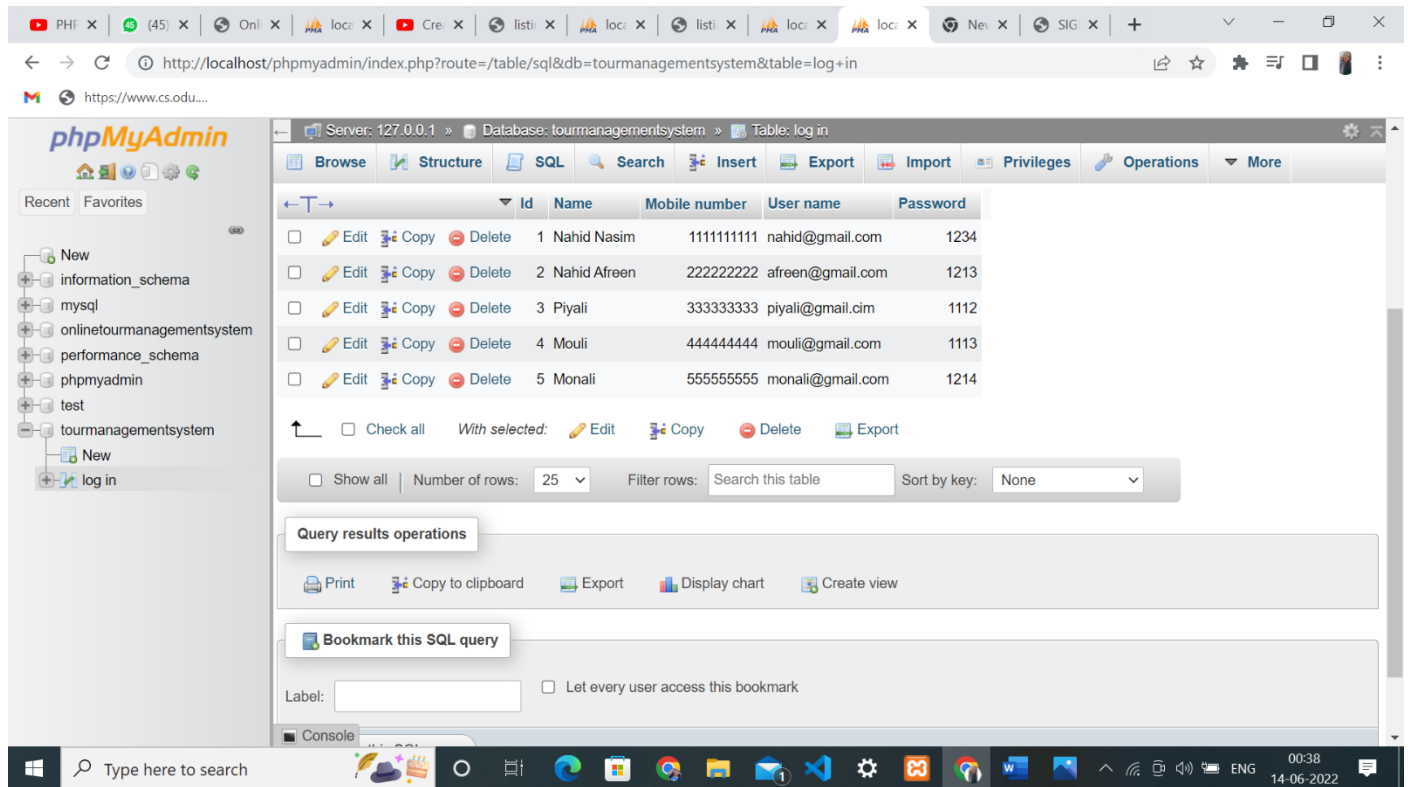 PHF (45) Onli loca Crea listin loca listin loca loca Nev SIG
http://localhost/phpmyadmin/index.php?route=/table/sql&db=tourmanagementsystem&table=log+in
https://www.cs.odu....
phpMyAdmin
Recent Favorites
New
information_schema
mysql
onlinetourmanagementsystem
performance_schema
phpmyadmin
test
tourmanagementsystem
New
log in
Server: 127.0.0.1 » Database: tourmanagementsystem » Table: log in
Browse Structure SQL Search Insert Export Import Privileges Operations More
←T→ Id Name Mobile number User name Password
Edit Copy Delete 1 Nahid Nasim 1111111111 nahid@gmail.com 1234
Edit Copy Delete 2 Nahid Afreen 222222222 afreen@gmail.com 1213
Edit Copy Delete 3 Piyali 333333333 piyali@gmail.cim 1112
Edit Copy Delete 4 Mouli 444444444 mouli@gmail.com 1113
Edit Copy Delete 5 Monali 555555555 monali@gmail.com 1214
Check all With selected: Edit Copy Delete Export
Show all | Number of rows: 25 Filter rows: Search this table Sort by key: None
Query results operations
Print Copy to clipboard Export Display chart Create view
Bookmark this SQL query
Label: Let every user access this bookmark
Console
Type here to search
ENG 00:38
14-06-2022